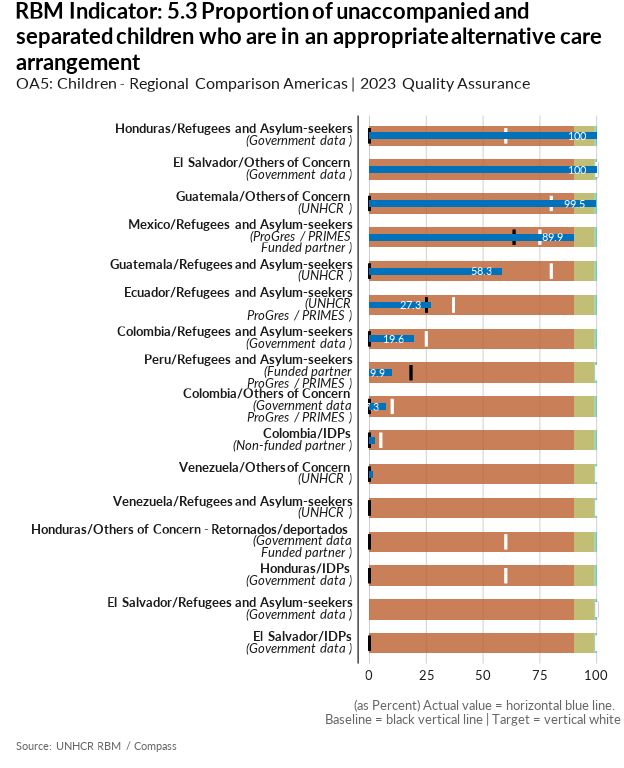 RBM Indicator: 5.3 Proportion of unaccompanied and
separated children who are in an appropriate alternative care
arrangement
OA5: Children - Regional Comparison Americas | 2023 Quality Assurance
Honduras/Refugees and Asylum-seekers
(Government data )
100
El Salvador/Others of Concern
(Government data )
100
Guatemala/Others of Concern
(UNHCR )
99.5
Mexico/Refugees and Asylum-seekers
(ProGres / PRIMES
Funded partner )
89.9
Guatemala/Refugees and Asylum-seekers
(UNHCR )
58.3
Ecuador/Refugees and Asylum-seekers
(UNHCR
ProGres / PRIMES )
27.3
Colombia/Refugees and Asylum-seekers
(Government data )
19.6
Peru/Refugees and Asylum-seekers
(Funded partner
ProGres / PRIMES )
9.9
Colombia/Others of Concern
(Government data
ProGres / PRIMES )
Colombia/IDPs
(Non-funded partner )
Venezuela/Others of Concern
(UNHCR )
Venezuela/Refugees and Asylum-seekers
(UNHCR )
Honduras/Others of Concern - Retornados/deportados
(Government data
Funded partner )
Honduras/IDPs
(Government data )
El Salvador/Refugees and Asylum-seekers
(Government data )
El Salvador/IDPs
(Government data )
0 25 50 75 100
(as Percent) Actual value = horizontal blue line.
Baseline = black vertical line | Target = vertical white
Source: UNHCR RBM / Compass